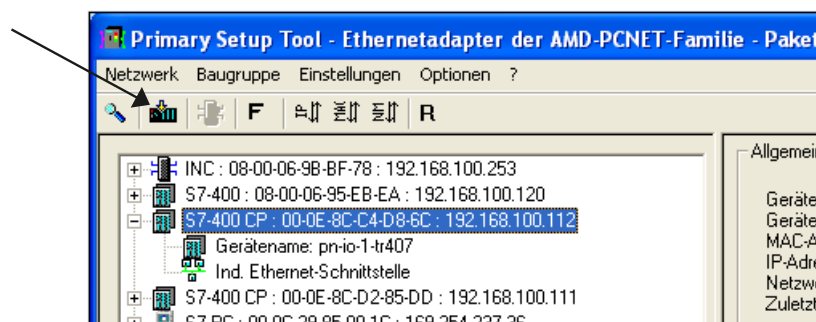 Primary Setup Tool - Ethernetadapter der AMD-PCNET-Familie - Paket
Netzwerk Baugruppe Einstellungen Optionen ?
F R
INC : 08-00-06-9B-BF-78 : 192.168.100.253
S7-400 : 08-00-06-95-EB-EA : 192.168.100.120
S7-400 CP : 00-0E-8C-C4-D8-6C : 192.168.100.112
Gerätename: pn-io-1-tr407
Ind. Ethernet-Schnittstelle
S7-400 CP : 00-0E-8C-D2-85-DD : 192.168.100.111
Allgemein
Geräte
Geräte
MAC-A
IP-Adre
Netzwe
Zuletzt